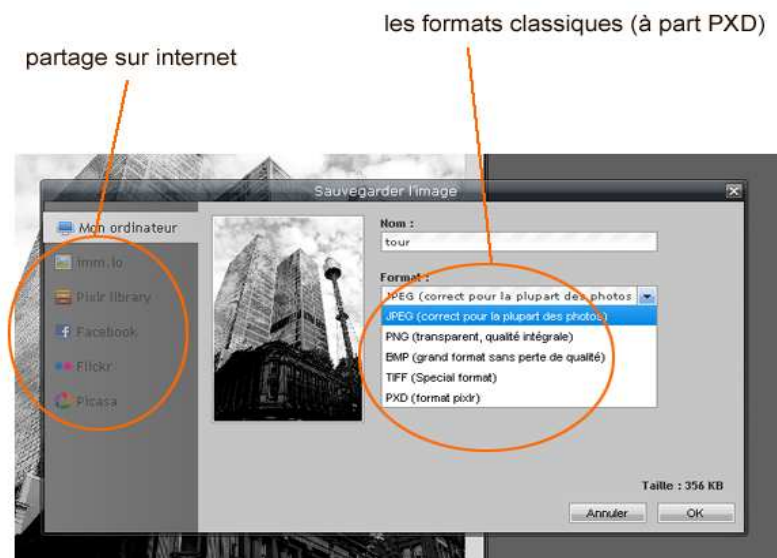 les formats classiques (à part PXD)
partage sur internet
Sauvegarder l'image
Mon ordinateur
imm.io
Pixlr library
Facebook
Flickr
Picasa
Nom :
tour
Format :
JPEG (correct pour la plupart des photos
JPEG (correct pour la plupart des photos)
PNG (transparent, qualité intégrale)
BMP (grand format sans perte de qualité)
TIFF (Special format)
PXD (format pixlr)
Taille : 356 KB
Annuler
OK